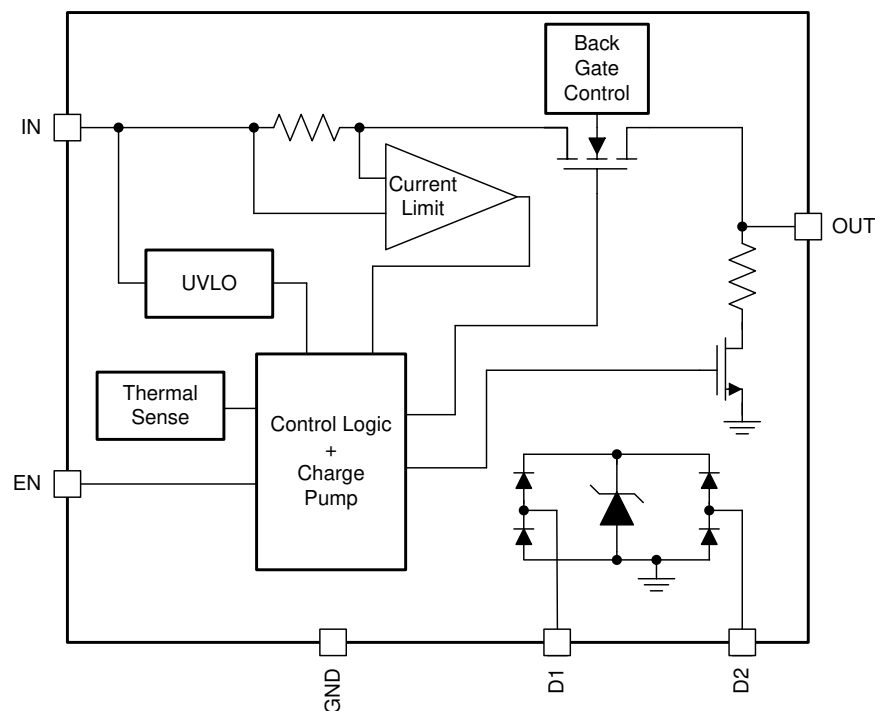 Back
Gate
Control
IN
Current
Limit
OUT
UVLO
Thermal
Sense
Control Logic
+
Charge
Pump
EN
GND
D1
D2